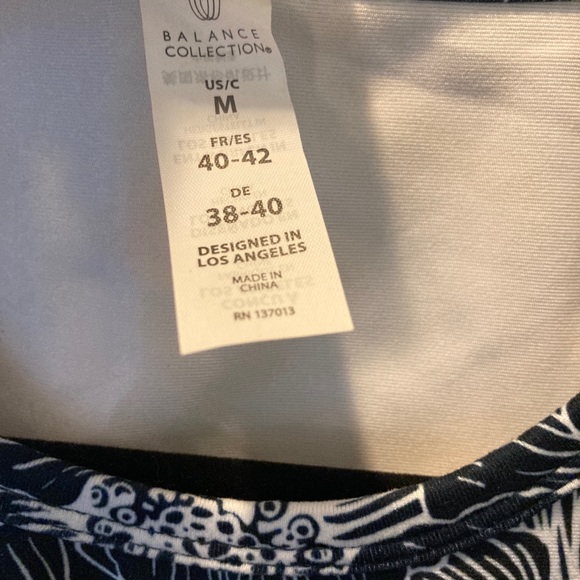 BALANCE
COLLECTION®
US/C
M
FR/ES
40-42
DE
38-40
DESIGNED IN
LOS ANGELES
MADE IN
CHINA
RN 137013